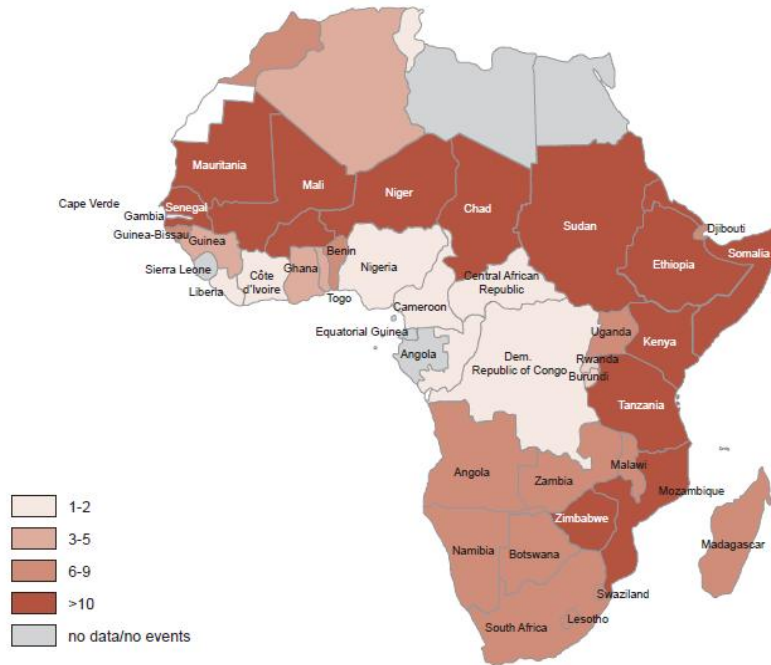 Mauritania
Mali
Niger
Chad
Sudan
Cape Verde
Senegal
Gambia
Guinea-Bissau
Guinea
Sierra Leone
Liberia
Côte
d'Ivoire
Ghana
Togo
Benin
Nigeria
Cameroon
Central African
Republic
Djibouti
Ethiopia
Somalia
Equatorial Guinea
Angola
Dem.
Republic of Congo
Uganda
Rwanda
Burundi
Kenya
Tanzania
Angola
Zambia
Malawi
Mozambique
Zimbabwe
Namibia
Botswana
Madagascar
Swaziland
Lesotho
South Africa
1-2
3-5
6-9
>10
no data/no events